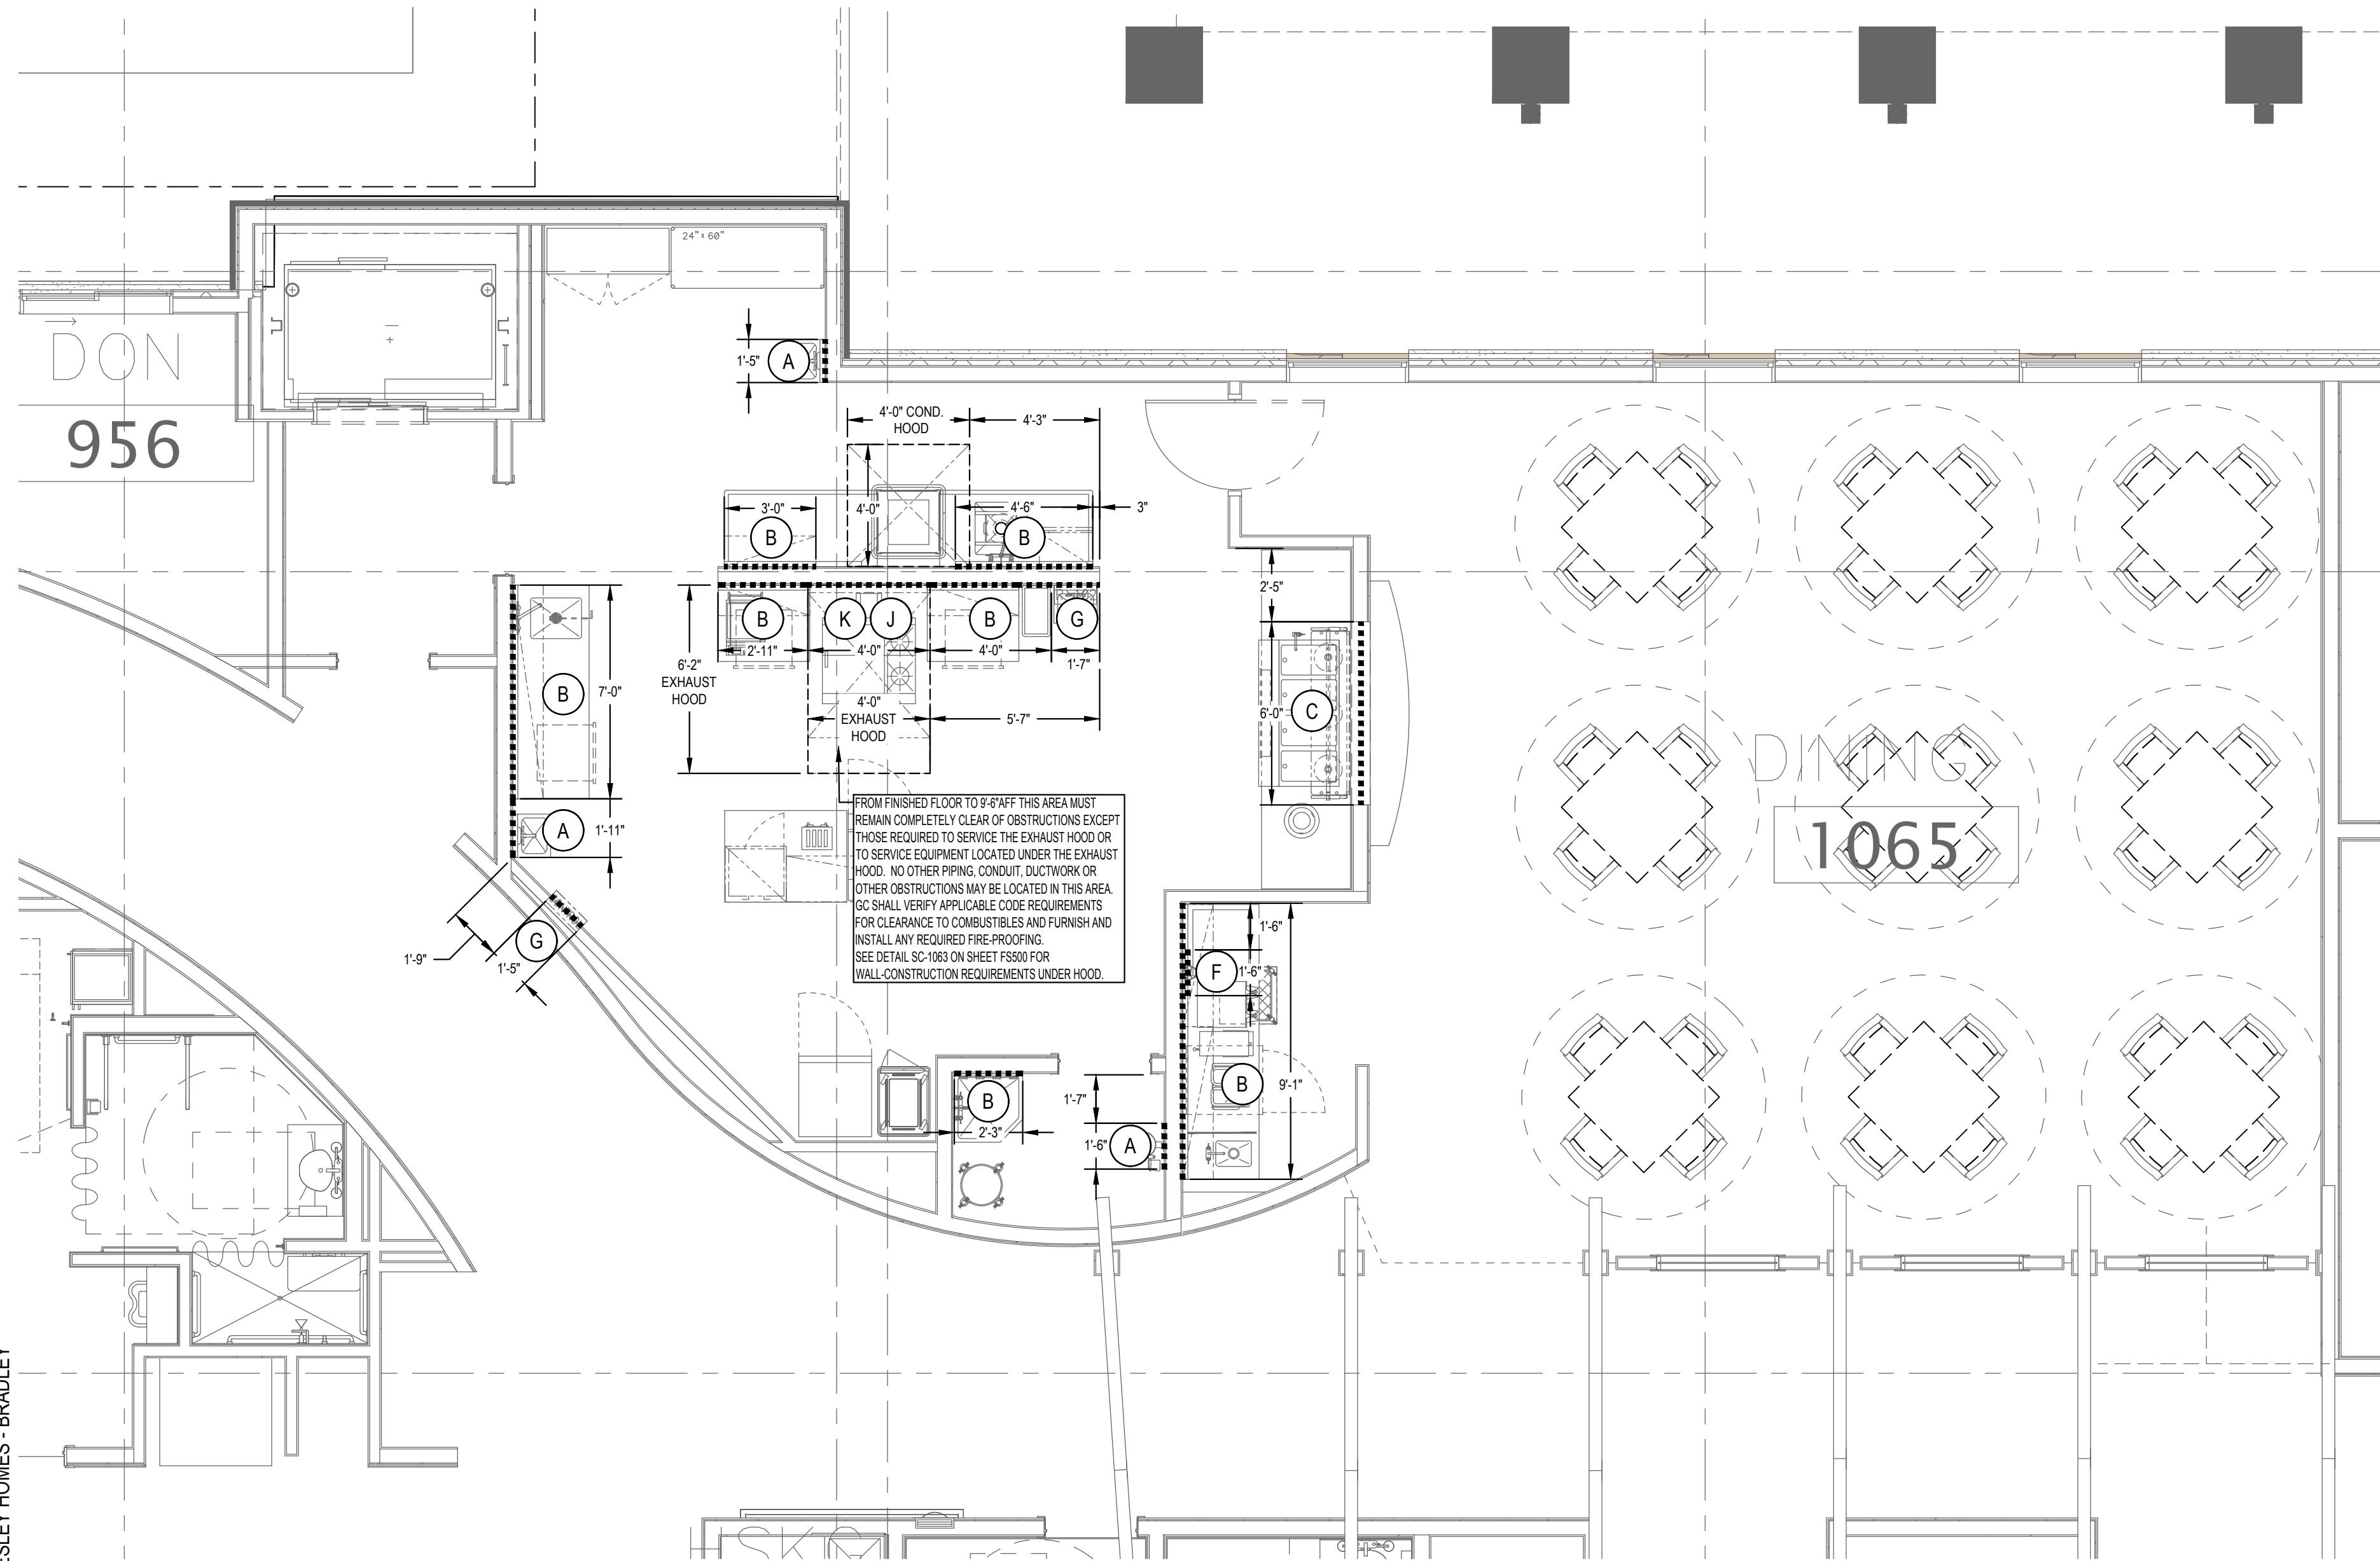 24" x 60"
DON
956
1'-5"
A
4'-0" COND.
HOOD
4'-3"
3'-0"
4'-0"
4'-6"
3"
B
B
2'-5"
B
K
J
B
G
2'-11"
4'-0"
4'-0"
1'-7"
6'-2"
EXHAUST
HOOD
B
7'-0"
4'-0"
EXHAUST
HOOD
5'-7"
6'-0"
C
DINING
1065
A
1'-11"
FROM FINISHED FLOOR TO 9'-6"AFF THIS AREA MUST
REMAIN COMPLETELY CLEAR OF OBSTRUCTIONS EXCEPT
THOSE REQUIRED TO SERVICE THE EXHAUST HOOD OR
TO SERVICE EQUIPMENT LOCATED UNDER THE EXHAUST
HOOD. NO OTHER PIPING, CONDUIT, DUCTWORK OR
OTHER OBSTRUCTIONS MAY BE LOCATED IN THIS AREA.
GC SHALL VERIFY APPLICABLE CODE REQUIREMENTS
FOR CLEARANCE TO COMBUSTIBLES AND FURNISH AND
INSTALL ANY REQUIRED FIRE-PROOFING.
SEE DETAIL SC-1063 ON SHEET FS500 FOR
WALL-CONSTRUCTION REQUIREMENTS UNDER HOOD.
G
1'-9"
1'-5"
1'-6"
F
1'-6"
B
9'-1"
B
2'-3"
1'-7"
1'-6"
A
HOMES - BRADLEY